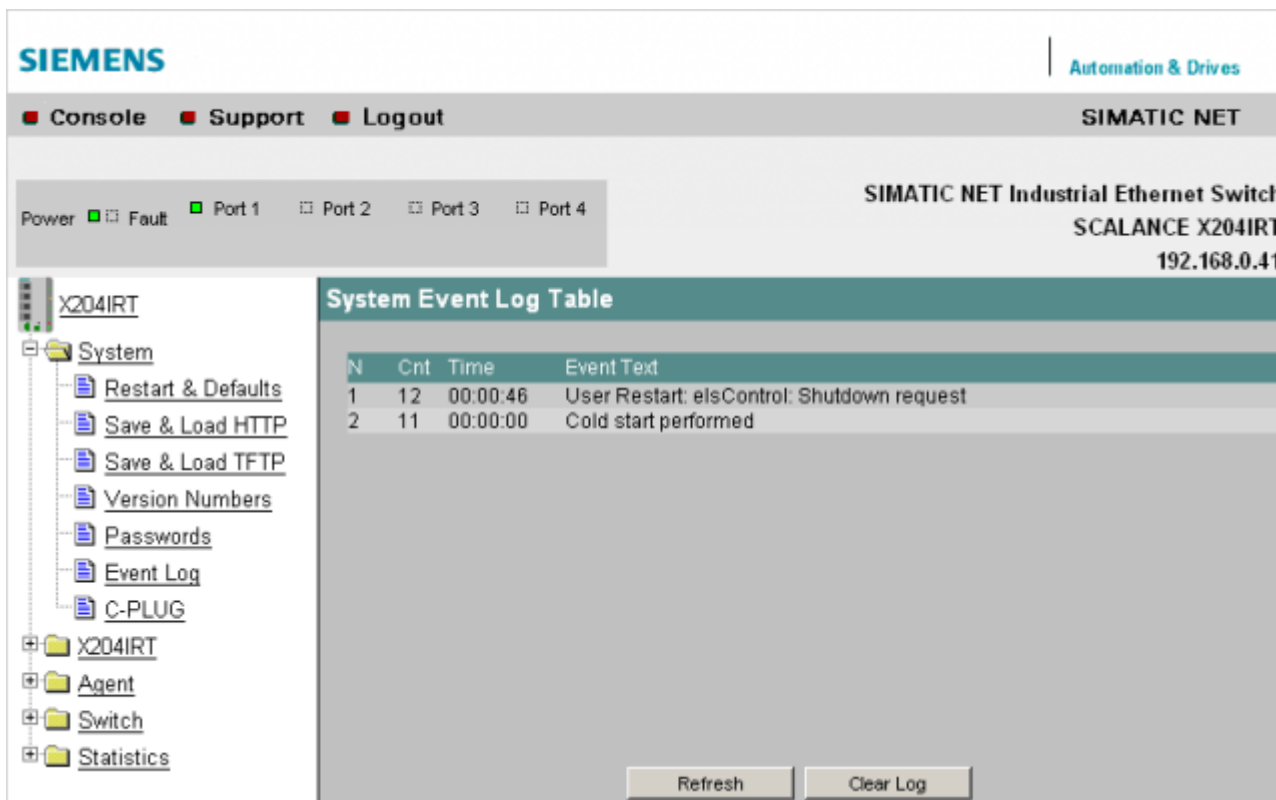 SIEMENS
Automation & Drives
Console Support Logout SIMATIC NET
SIMATIC NET Industrial Ethernet Switch
SCALANCE X204IRT
192.168.0.41
Power Fault Port 1 Port 2 Port 3 Port 4
X204IRT
System
Restart & Defaults
Save & Load HTTP
Save & Load TFTP
Version Numbers
Passwords
Event Log
C-PLUG
X204IRT
Agent
Switch
Statistics
System Event Log Table
N Cnt Time Event Text
1 12 00:00:46 User Restart: elsControl: Shutdown request
2 11 00:00:00 Cold start performed
Refresh Clear Log